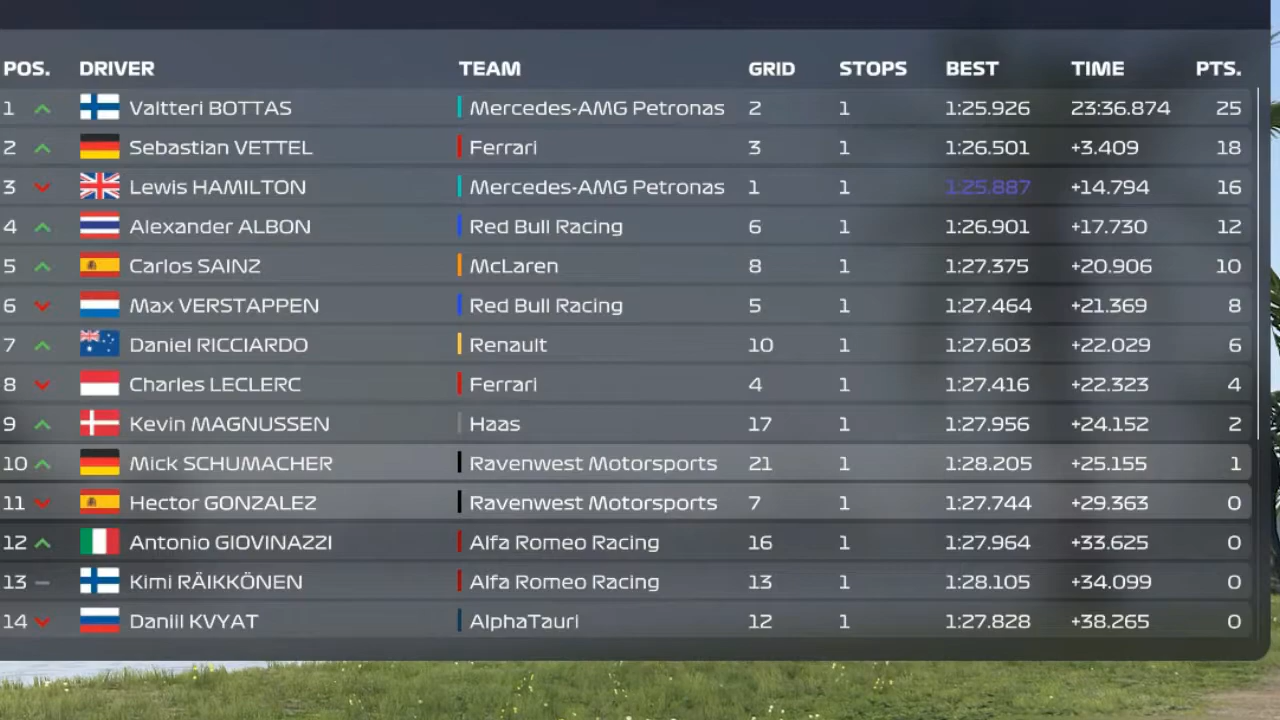 POS. DRIVER TEAM GRID STOPS BEST TIME PTS.
1 Valtteri BOTTAS Mercedes-AMG Petronas 2 1 1:25.926 23:36.874 25
2 Sebastian VETTEL Ferrari 3 1 1:26.501 +3.409 18
3 Lewis HAMILTON Mercedes-AMG Petronas 1 1 1:25.887 +14.794 16
4 Alexander ALBON Red Bull Racing 6 1 1:26.901 +17.730 12
5 Carlos SAINZ McLaren 8 1 1:27.375 +20.906 10
6 Max VERSTAPPEN Red Bull Racing 5 1 1:27.464 +21.369 8
7 Daniel RICCIARDO Renault 10 1 1:27.603 +22.029 6
8 Charles LECLERC Ferrari 4 1 1:27.416 +22.323 4
9 Kevin MAGNUSSEN Haas 17 1 1:27.956 +24.152 2
10 Mick SCHUMACHER Ravenwest Motorsports 21 1 1:28.205 +25.155 1
11 Hector GONZALEZ Ravenwest Motorsports 7 1 1:27.744 +29.363 0
12 Antonio GIOVINAZZI Alfa Romeo Racing 16 1 1:27.964 +33.625 0
13 Kimi RÄIKKÖNEN Alfa Romeo Racing 13 1 1:28.105 +34.099 0
14 Daniil KVYAT AlphaTauri 12 1 1:27.828 +38.265 0